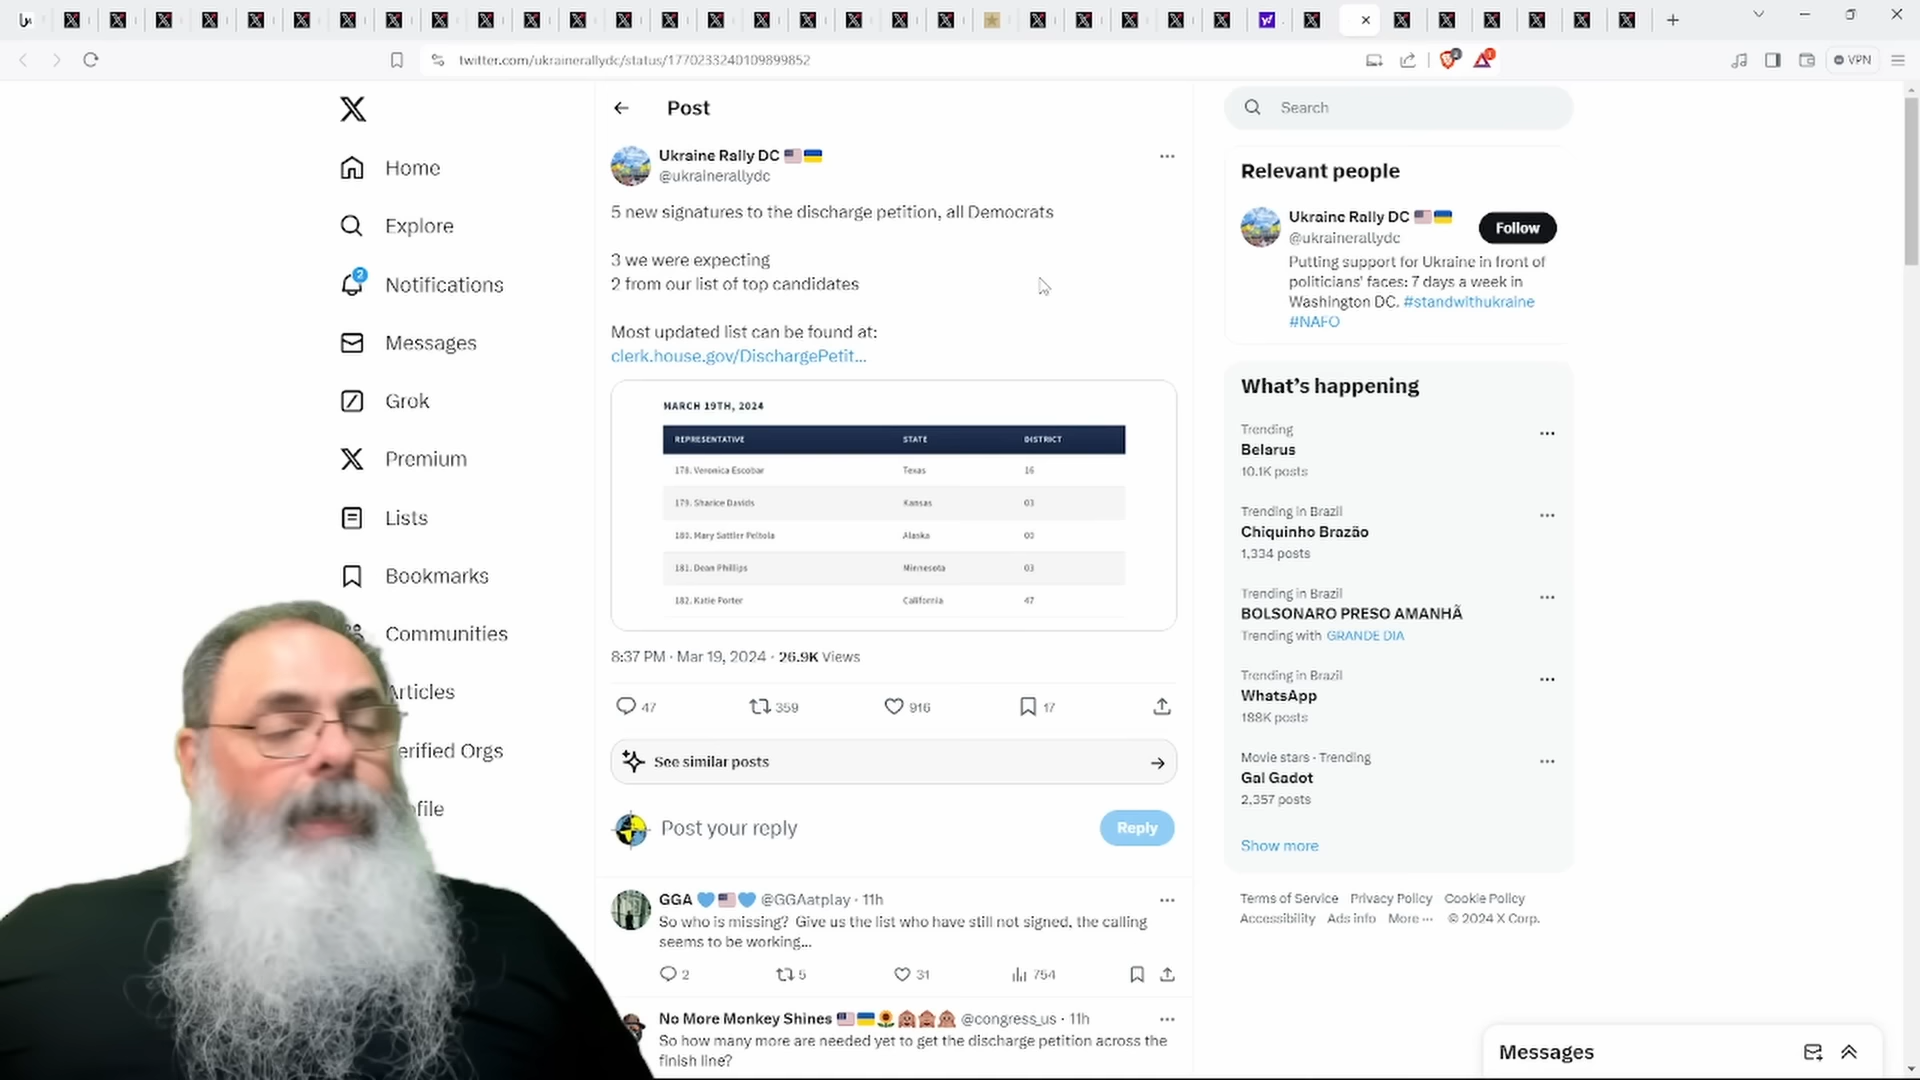 twitter.com/ukrainerallydc/status/1770233240109899852
VPN
Home
Explore
2
Notifications
Messages
Grok
Premium
Lists
Bookmarks
Communities
Articles
erified Orgs
ofile
Post
Ukraine Rally DC
@ukrainerallydc
5 new signatures to the discharge petition, all Democrats
3 we were expecting
2 from our list of top candidates
Most updated list can be found at:
clerk.house.gov/DischargePetit...
MARCH 19TH, 2024
REPRESENTATIVE STATE DISTRICT
178. Veronica Escobar Texas 16
179. Sharice Davids Kansas 03
180. Mary Sattler Peltola Alaska 00
181. Dean Phillips Minnesota 03
182. Katie Porter California 47
8:37 PM · Mar 19, 2024 · 26.9K Views
47 359 916 17
See similar posts
Post your reply
Reply
GGA @GGAatplay · 11h
So who is missing? Give us the list who have still not signed, the calling
seems to be working...
2 5 31 754
No More Monkey Shines @congress_us · 11h
So how many more are needed yet to get the discharge petition across the
finish line?
Search
Relevant people
Ukraine Rally DC
@ukrainerallydc
Follow
Putting support for Ukraine in front of
politicians' faces: 7 days a week in
Washington DC. #standwithukraine
#NAFO
What's happening
Trending
Belarus
10.1K posts
Trending in Brazil
Chiquinho Brazão
1,334 posts
Trending in Brazil
BOLSONARO PRESO AMANHÃ
Trending with GRANDE DIA
Trending in Brazil
WhatsApp
188K posts
Movie stars · Trending
Gal Gadot
2,357 posts
Show more
Terms of Service Privacy Policy Cookie Policy
Accessibility Ads info More ··· © 2024 X Corp.
Messages